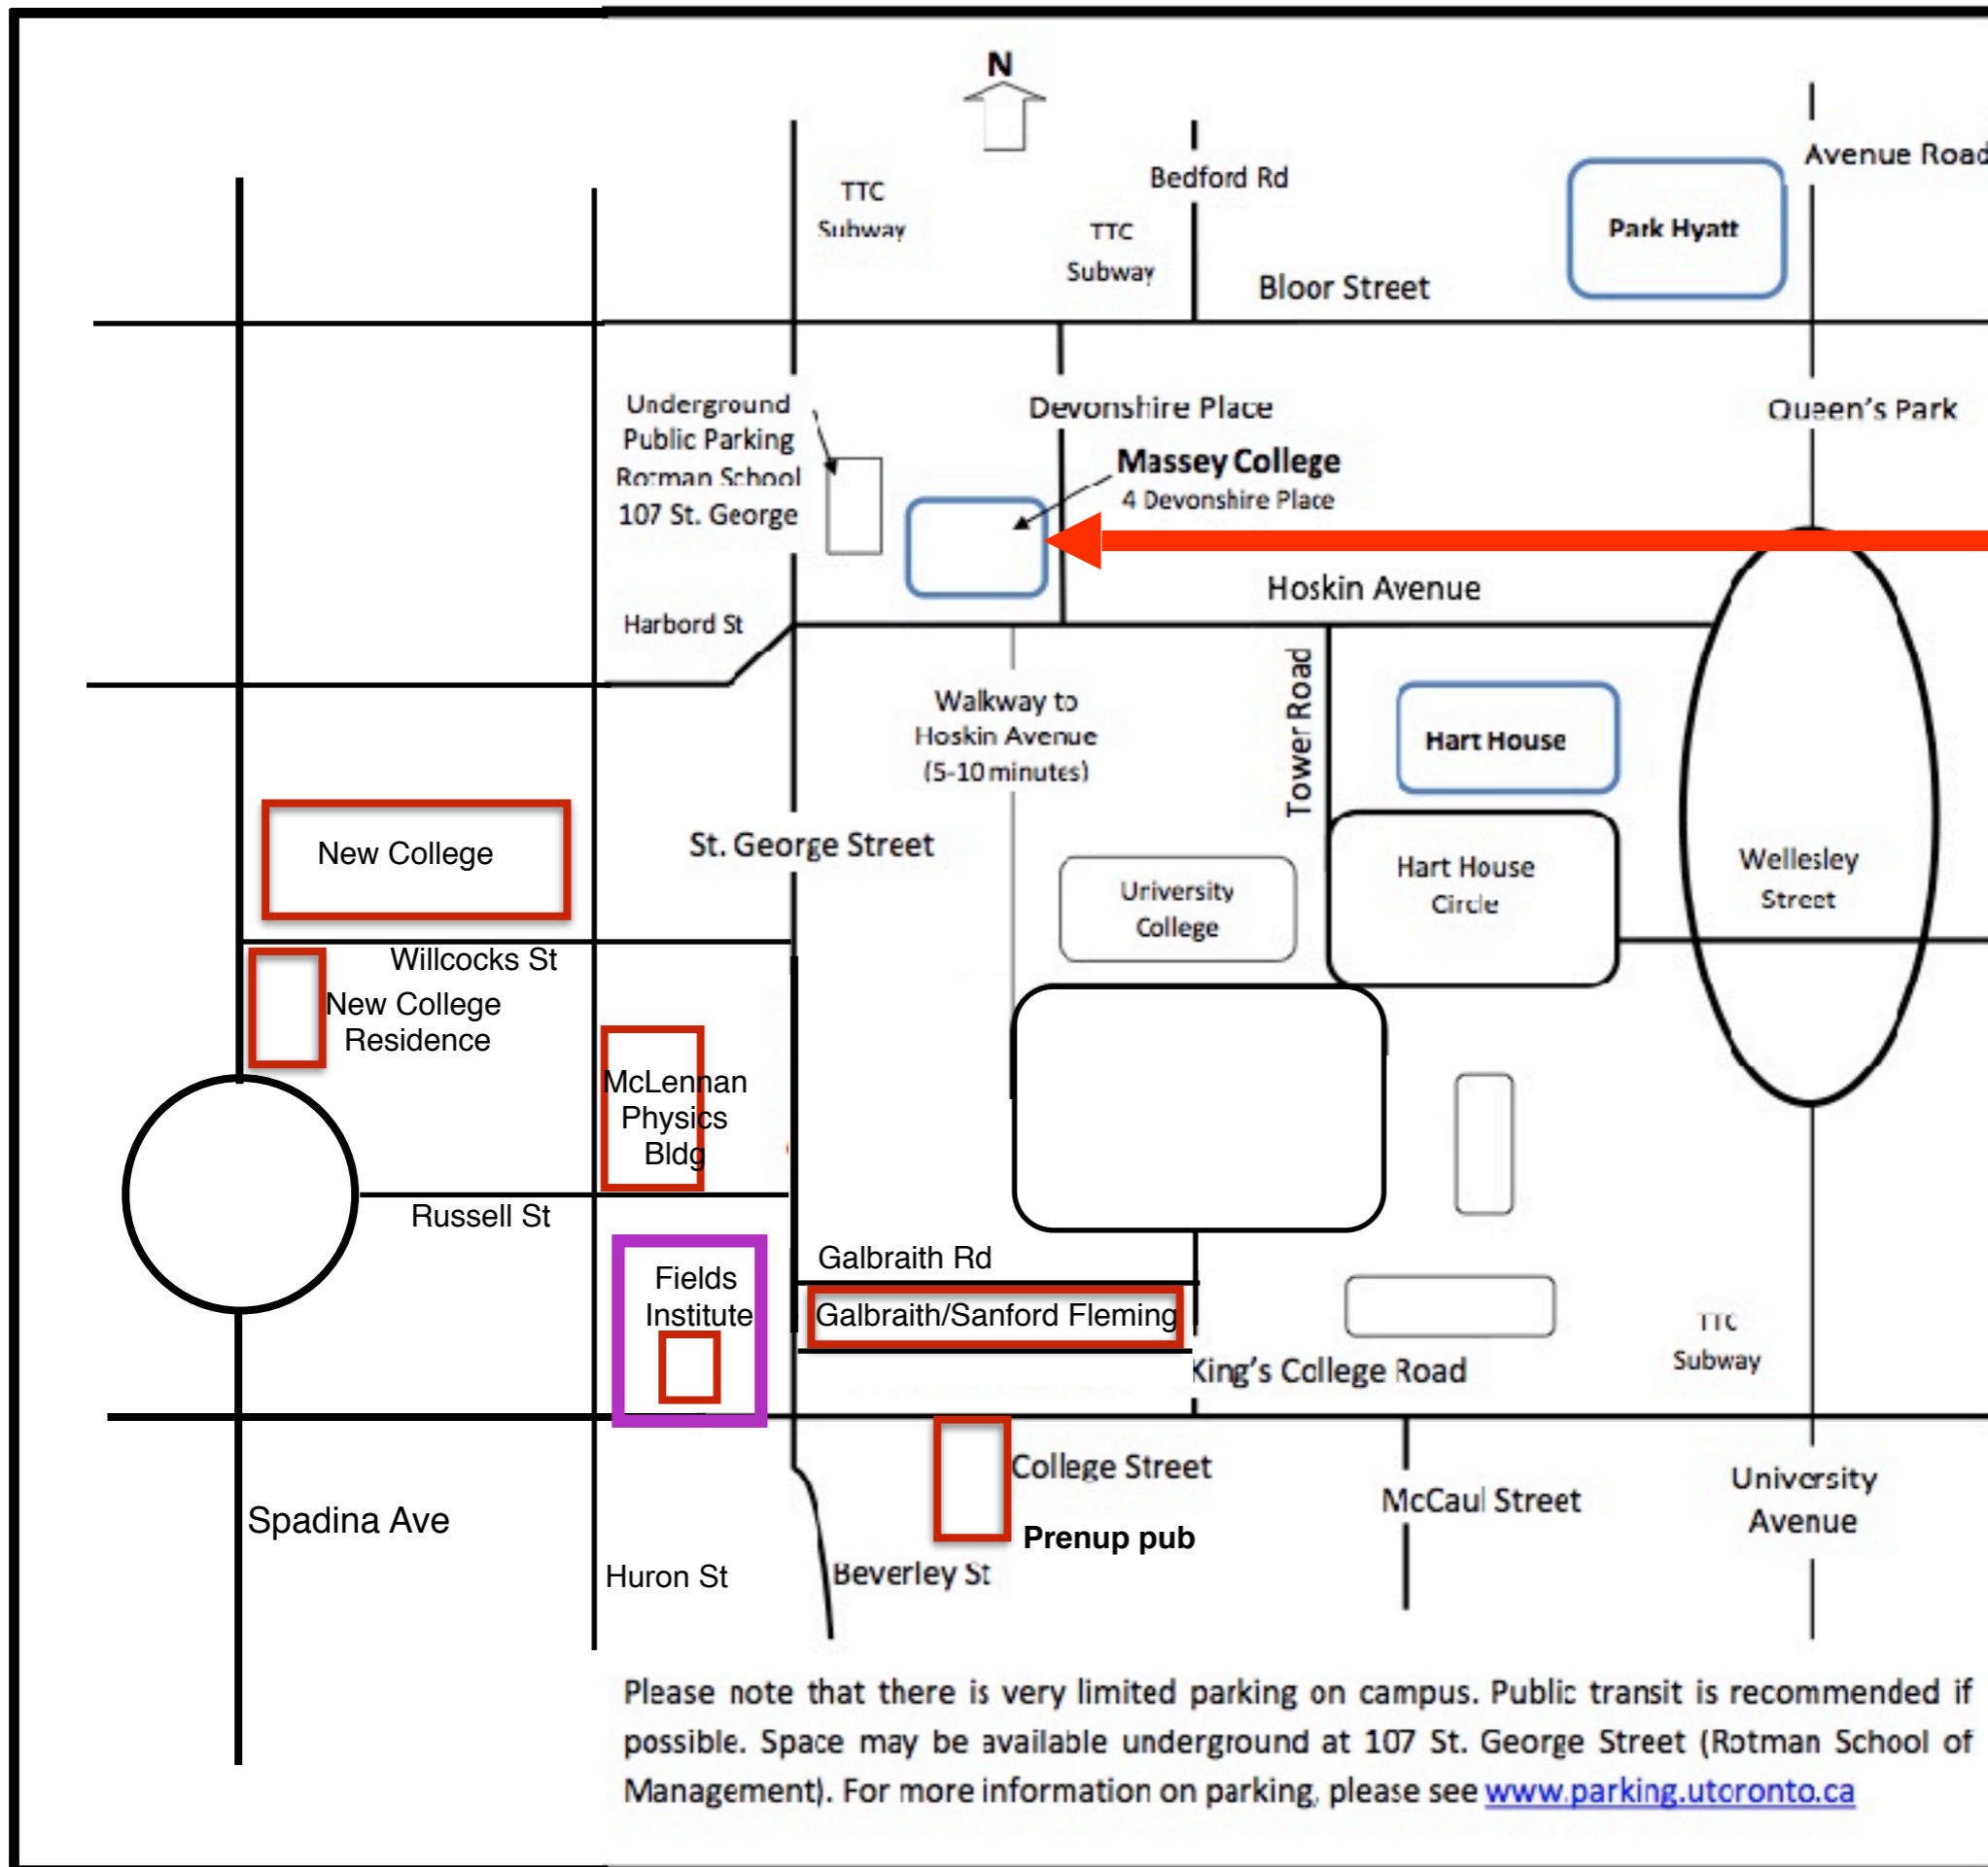 N
Avenue Road
Bedford Rd
TTC
Subway
TTC
Subway
Park Hyatt
Bloor Street
Underground
Public Parking
Rotman School
107 St. George
Devonshire Place
Queen's Park
Massey College
4 Devonshire Place
Hoskin Avenue
Harbord St
Tower Road
Walkway to
Hoskin Avenue
(5-10 minutes)
Hart House
New College
St. George Street
University
College
Hart House
Circle
Wellesley
Street
Willcocks St
New College
Residence
McLennan
Physics
Bldg
Russell St
Galbraith Rd
Fields
Institute
Galbraith/Sanford Fleming
TTC
Subway
King's College Road
College Street
University
Avenue
McCaul Street
Spadina Ave
Prenup pub
Huron St
Beverley St
Please note that there is very limited parking on campus. Public transit is recommended if
possible. Space may be available underground at 107 St. George Street (Rotman School of
Management). For more information on parking, please see www.parking.utoronto.ca